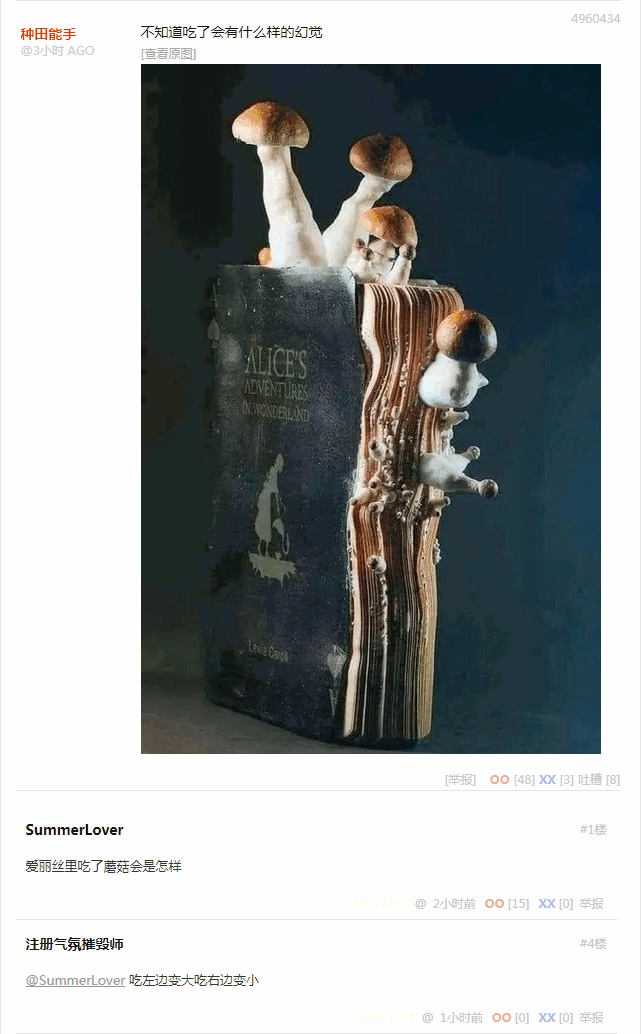 4960434
种田能手
不知道吃了会有什么样的幻觉
@3小时 AGO
[查看原图]
ALICE'S
ADVENTURES
IN WONDERLAND
Lewis Caroll
[举报] OO [48] XX [3] 吐槽 [8]
SummerLover #1楼
爱丽丝里吃了蘑菇会是怎样
@ 2小时前 OO [15] XX [0] 举报
注册气氛摧毁师 #4楼
@SummerLover 吃左边变大吃右边变小
@ 1小时前 OO [0] XX [0] 举报